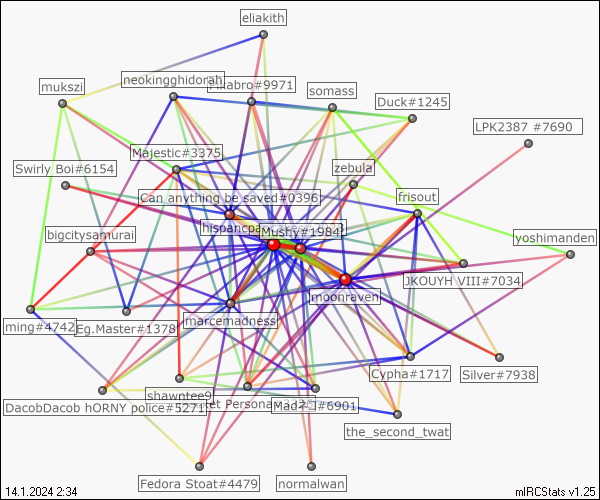 eliakith
neokingghidorah
#9971
mukszi
somass
Duck#1245
LPK2387 #7690
Majestic#3375
Swirly Boi#6154
zebula
Can anything be saved#0396
frisout
Mushy#1984
bigcitysamurai
yoshimanden
JKOUYH VIII#7034
moonraven
ming#4742
Eg.Master#1378
marcemadness
Cypha#1717
Silver#7938
shawntee9
DacobDacob hORNY police#5271
et Persona
#6901
the_second_twat
Fedora Stoat#4479
normalwan
14.1.2024 2:34
mIRCStats v1.25